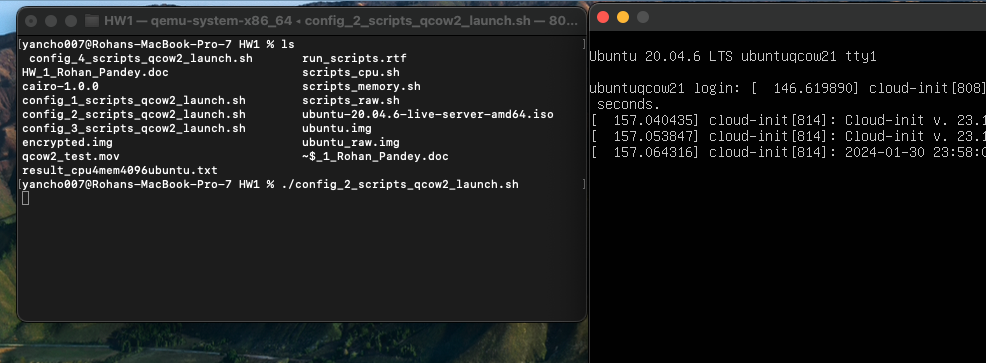 HW1 — qemu-system-x86_64 ◂ config_2_scripts_qcow2_launch.sh — 80...
[yancho007@Rohans-MacBook-Pro-7 HW1 % ls ]
config_4_scripts_qcow2_launch.sh run_scripts.rtf
HW_1_Rohan_Pandey.doc scripts_cpu.sh
cairo-1.0.0 scripts_memory.sh
config_1_scripts_qcow2_launch.sh scripts_raw.sh
config_2_scripts_qcow2_launch.sh ubuntu-20.04.6-live-server-amd64.iso
config_3_scripts_qcow2_launch.sh ubuntu.img
encrypted.img ubuntu_raw.img
qcow2_test.mov ~$_1_Rohan_Pandey.doc
result_cpu4mem4096ubuntu.txt
[yancho007@Rohans-MacBook-Pro-7 HW1 % ./config_2_scripts_qcow2_launch.sh ]
Ubuntu 20.04.6 LTS ubuntuqcow21 tty1
ubuntuqcow21 login: [  146.619890] cloud-init[808]
seconds.
[  157.040435] cloud-init[814]: Cloud-init v. 23.1
[  157.053847] cloud-init[814]: Cloud-init v. 23.1
[  157.064316] cloud-init[814]: 2024-01-30 23:58:0